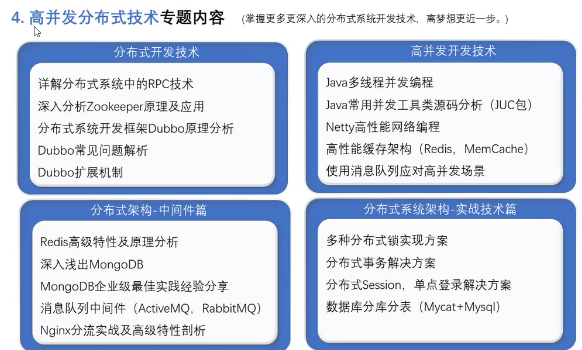 4. 高并发分布式技术专题内容 (掌握更多更深入的分布式系统开发技术，离梦想更近一步。)
分布式开发技术
详解分布式系统中的RPC技术
深入分析Zookeeper原理及应用
分布式系统开发框架Dubbo原理分析
Dubbo常见问题解析
Dubbo扩展机制
高并发开发技术
Java多线程并发编程
Java常用并发工具类源码分析（JUC包）
Netty高性能网络编程
高性能缓存架构（Redis，MemCache）
使用消息队列应对高并发场景
分布式架构-中间件篇
Redis高级特性及原理分析
深入浅出MongoDB
MongoDB企业级最佳实践经验分享
消息队列中间件（ActiveMQ，RabbitMQ）
Nginx分流实战及高级特性剖析
分布式系统架构-实战技术篇
多种分布式锁实现方案
分布式事务解决方案
分布式Session，单点登录解决方案
数据库分库分表（Mycat+Mysql）